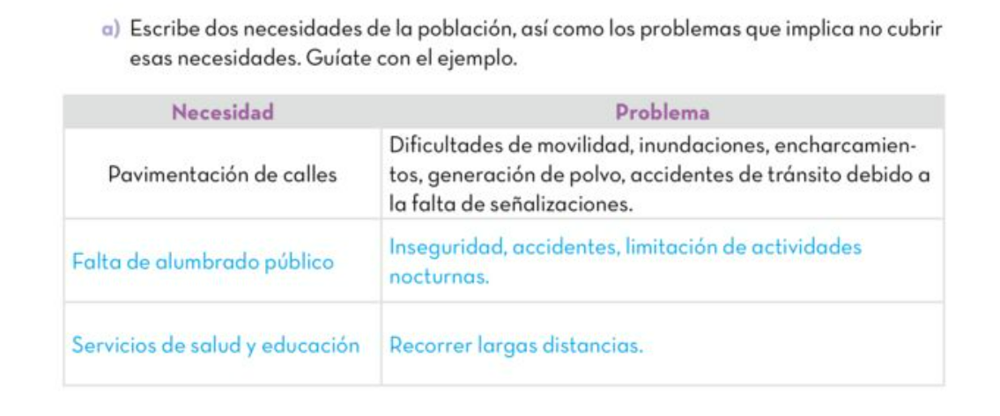 a) Escribe dos necesidades de la población, así como los problemas que implica no cubrir
esas necesidades. Guíate con el ejemplo.
Necesidad
Problema
Pavimentación de calles
Dificultades de movilidad, inundaciones, encharcamien-
tos, generación de polvo, accidentes de tránsito debido a
la falta de señalizaciones.
Falta de alumbrado público
Inseguridad, accidentes, limitación de actividades
nocturnas.
Servicios de salud y educación
Recorrer largas distancias.